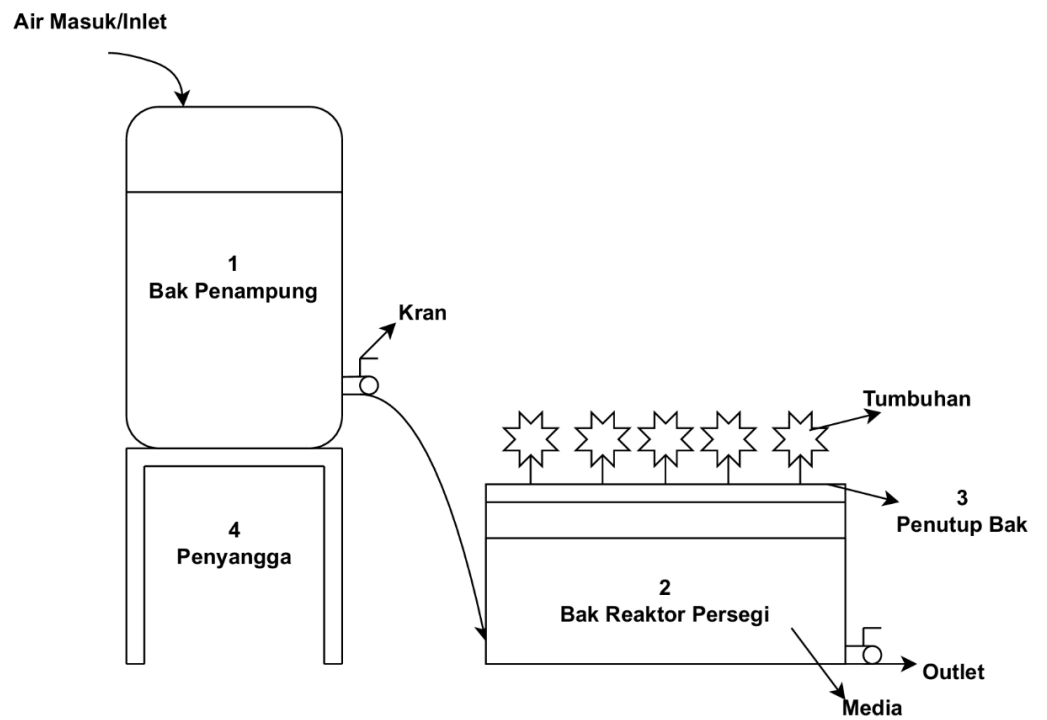 Air Masuk/Inlet
1
Bak Penampung
Kran
Tumbuhan
3
Penutup Bak
4
Penyangga
2
Bak Reaktor Persegi
Outlet
Media